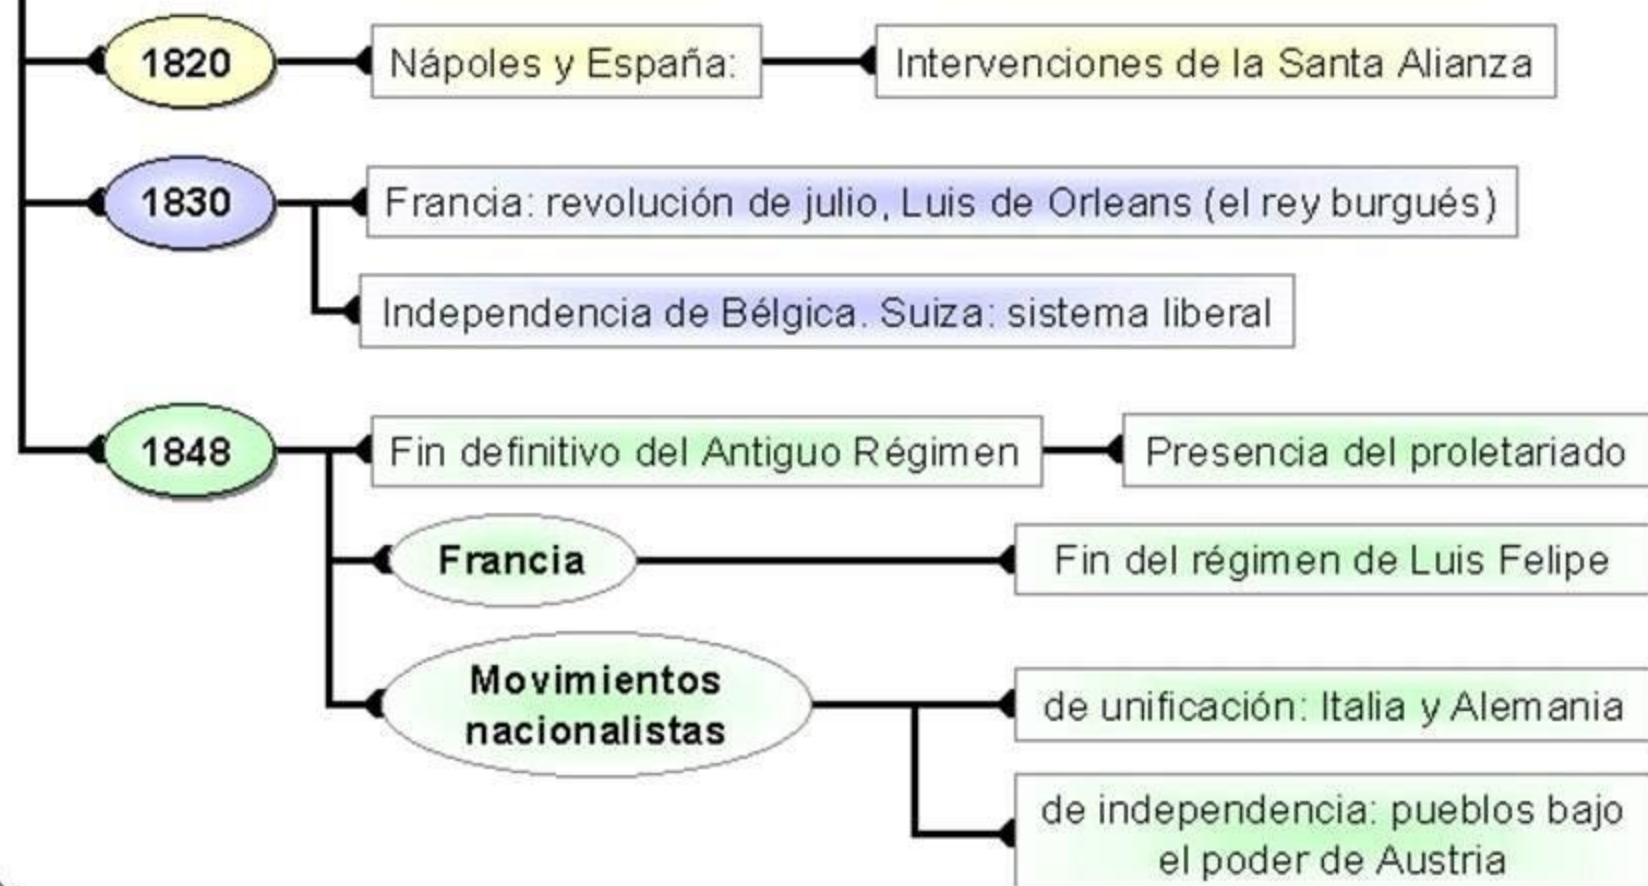 1820
Nápoles y España:
Intervenciones de la Santa Alianza
1830
Francia: revolución de julio, Luis de Orleans (el rey burgués)
Independencia de Bélgica. Suiza: sistema liberal
1848
Fin definitivo del Antiguo Régimen
Presencia del proletariado
Francia
Fin del régimen de Luis Felipe
Movimientos
nacionalistas
de unificación: Italia y Alemania
de independencia: pueblos bajo
el poder de Austria